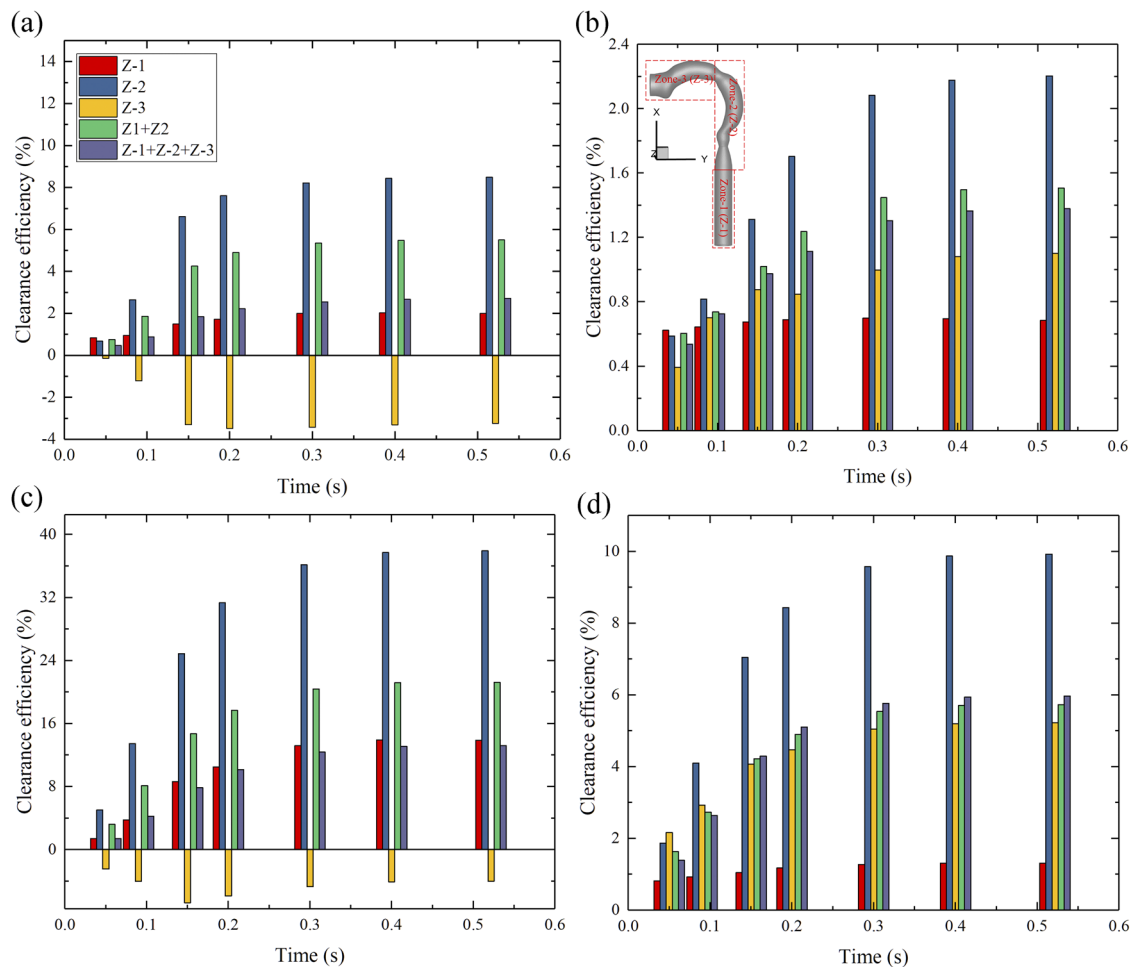 (a)
14
12
10
8
6
4
2
0
-2
-4
Clearance efficiency (%)
Z-1
Z-2
Z-3
Z1+Z2
Z-1+Z-2+Z-3
0.0 0.1 0.2 0.3 0.4 0.5 0.6
Time (s)
(b)
2.4
2.0
1.6
1.2
0.8
0.4
0.0
Clearance efficiency (%)
Zone-3 (Z-3)
Zone-2 (Z-2)
Zone-1 (Z-1)
X
Z
Y
0.0 0.1 0.2 0.3 0.4 0.5 0.6
Time (s)
(c)
40
32
24
16
8
0
Clearance efficiency (%)
0.0 0.1 0.2 0.3 0.4 0.5 0.6
Time (s)
(d)
10
8
6
4
2
0
Clearance efficiency (%)
0.0 0.1 0.2 0.3 0.4 0.5 0.6
Time (s)